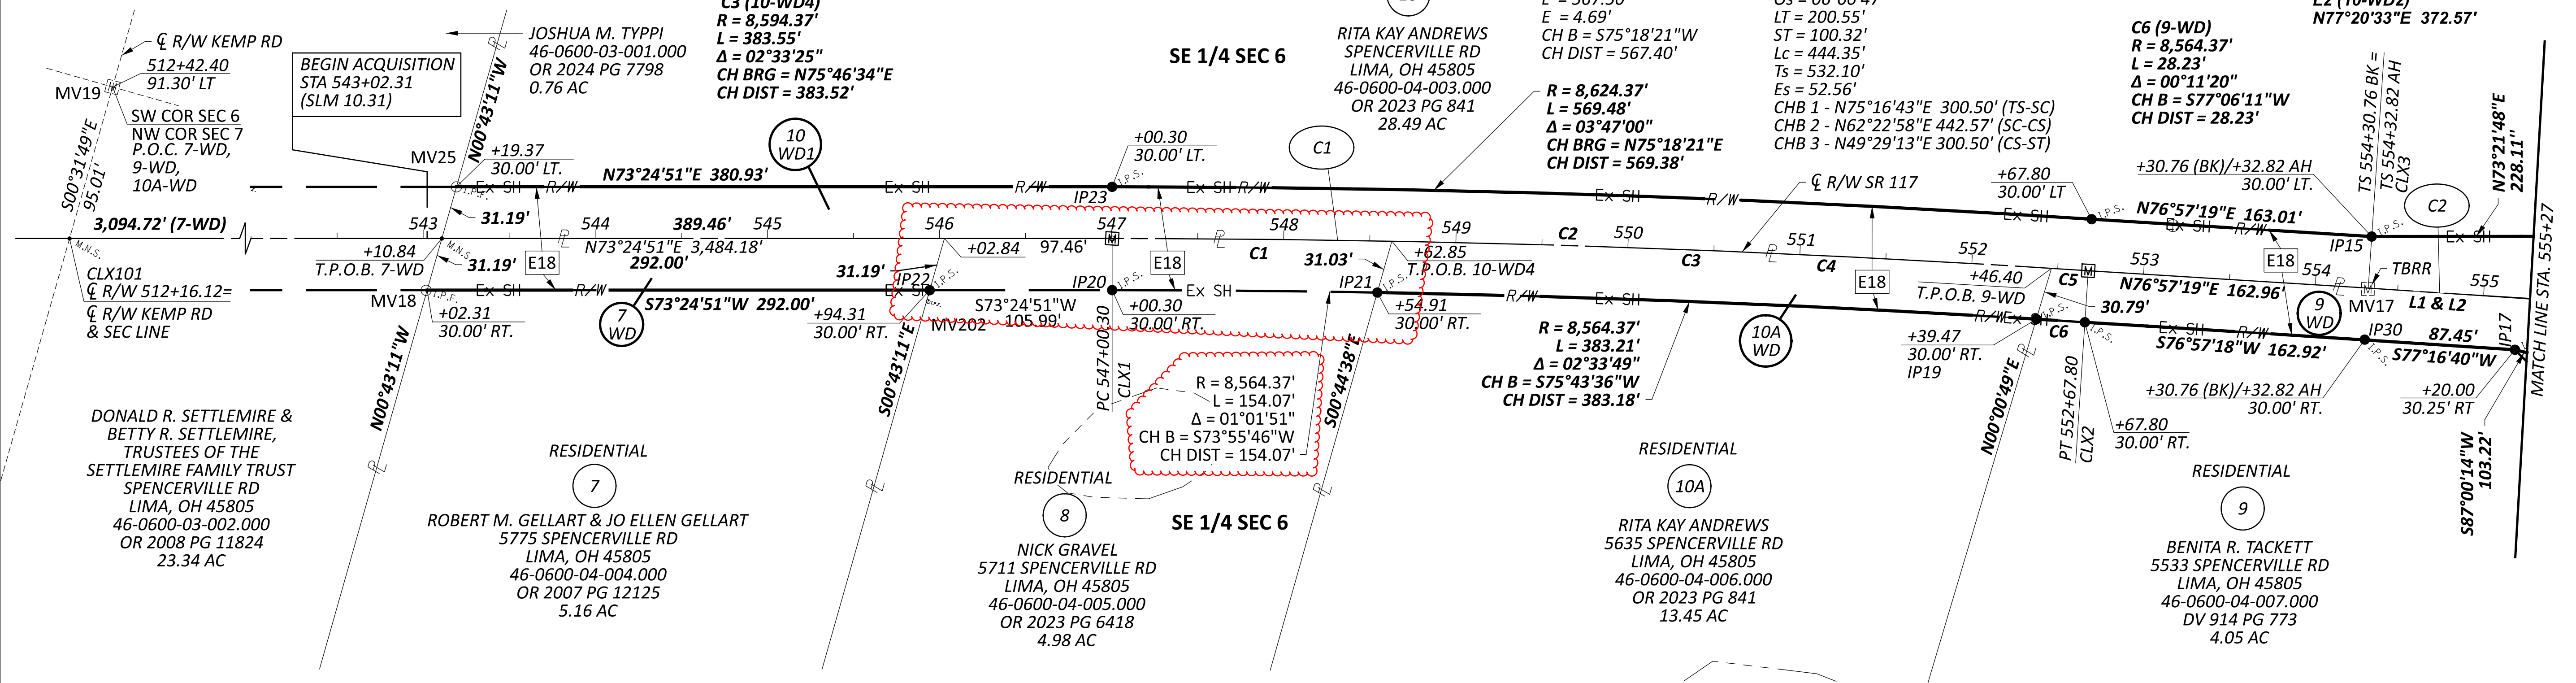 C3 (10-WD4)
R = 8,594.37'
L = 383.55'
Δ = 02°33'25"
CH BRG = N75°46'34"E
CH DIST = 383.52'
℄ R/W KEMP RD
512+42.40
91.30' LT
MV19
SW COR SEC 6
NW COR SEC 7
P.O.C. 7-WD,
9-WD,
10A-WD
S00°31'49"E
95.01'
BEGIN ACQUISITION
STA 543+02.31
(SLM 10.31)
JOSHUA M. TYPPI
46-0600-03-001.000
OR 2024 PG 7798
0.76 AC
N00°43'11"W
MV25
+19.37
30.00' LT.
10
WD1
SE 1/4 SEC 6
RITA KAY ANDREWS
SPENCERVILLE RD
LIMA, OH 45805
46-0600-04-003.000
OR 2023 PG 841
28.49 AC
E = 4.69'
CH B = S75°18'21"W
CH DIST = 567.40'
R = 8,624.37'
L = 569.48'
Δ = 03°47'00"
CH BRG = N75°18'21"E
CH DIST = 569.38'
LT = 200.55'
ST = 100.32'
Lc = 444.35'
Ts = 532.10'
Es = 52.56'
CHB 1 - N75°16'43"E 300.50' (TS-SC)
CHB 2 - N62°22'58"E 442.57' (SC-CS)
CHB 3 - N49°29'13"E 300.50' (CS-ST)
C6 (9-WD)
R = 8,564.37'
L = 28.23'
Δ = 00°11'20"
CH B = S77°06'11"W
CH DIST = 28.23'
N77°20'33"E 372.57'
TS 554+30.76 BK =
TS 554+32.82 AH
CLX3
N73°21'48"E
228.11'
+00.30
30.00' LT.
C1
+67.80
30.00' LT
+30.76 (BK)/+32.82 AH
30.00' LT.
C2
N73°24'51"E 380.93'
Ex SH
R/W
I.P.F.
Ex SH
R/W
I.P.S.
IP23
Ex SH
R/W
Ex SH
R/W
℄ R/W SR 117
Ex SH
I.P.S.
N76°57'19"E 163.01'
Ex SH
R/W
I.P.S.
IP15
Ex SH
3,094.72' (7-WD)
543
31.19'
544
389.46'
545
546
547
548
549
550
551
552
553
554
555
M.N.S.
CLX101
℄ R/W 512+16.12=
℄ R/W KEMP RD
& SEC LINE
+10.84
T.P.O.B. 7-WD
M.N.S.
31.19'
E18
PL
N73°24'51"E 3,484.18'
292.00'
31.19'
+02.84
97.46'
M
E18
PL
C1
31.03'
+62.85
T.P.O.B. 10-WD4
C2
C3
PL
C4
E18
+46.40
T.P.O.B. 9-WD
M
C5
N76°57'19"E 162.96'
E18
PL
TBRR
M
MV17
L1 & L2
MV18
I.P.F.
Ex SH
R/W
+02.31
30.00' RT.
7
WD
S73°24'51"W 292.00'
Ex SH
IP22
I.P.S.
+94.31
30.00' RT.
MV202
S73°24'51"W
105.99'
IP20
I.P.S.
+00.30
30.00' RT.
Ex SH
IP21
I.P.S.
+54.91
30.00' RT.
R/W
Ex SH
R = 8,564.37'
L = 383.21'
Δ = 02°33'49"
CH B = S75°43'36"W
CH DIST = 383.18'
10A
WD
R/W
Ex SH
I.P.S.
30.79'
C6
+39.47
30.00' RT.
IP19
I.P.S.
Ex SH
R/W
S76°57'18"W 162.92'
9
WD
IP30
I.P.S.
87.45'
S77°16'40"W
IP17
MATCH LINE STA. 555+27
N00°43'11"W
S00°43'11"E
PC 547+00.30
CLX1
R = 8,564.37'
L = 154.07'
Δ = 01°01'51"
CH B = S73°55'46"W
CH DIST = 154.07'
S00°44'38"E
N00°00'49"E
PT 552+67.80
CLX2
+67.80
30.00' RT.
+30.76 (BK)/+32.82 AH
30.00' RT.
+20.00
30.25' RT
S87°00'14"W
103.22'
DONALD R. SETTLEMIRE &
BETTY R. SETTLEMIRE,
TRUSTEES OF THE
SETTLEMIRE FAMILY TRUST
SPENCERVILLE RD
LIMA, OH 45805
46-0600-03-002.000
OR 2008 PG 11824
23.34 AC
RESIDENTIAL
7
ROBERT M. GELLART & JO ELLEN GELLART
5775 SPENCERVILLE RD
LIMA, OH 45805
46-0600-04-004.000
OR 2007 PG 12125
5.16 AC
RESIDENTIAL
8
NICK GRAVEL
5711 SPENCERVILLE RD
LIMA, OH 45805
46-0600-04-005.000
OR 2023 PG 6418
4.98 AC
SE 1/4 SEC 6
RESIDENTIAL
10A
RITA KAY ANDREWS
5635 SPENCERVILLE RD
LIMA, OH 45805
46-0600-04-006.000
OR 2023 PG 841
13.45 AC
RESIDENTIAL
9
BENITA R. TACKETT
5533 SPENCERVILLE RD
LIMA, OH 45805
46-0600-04-007.000
DV 914 PG 773
4.05 AC